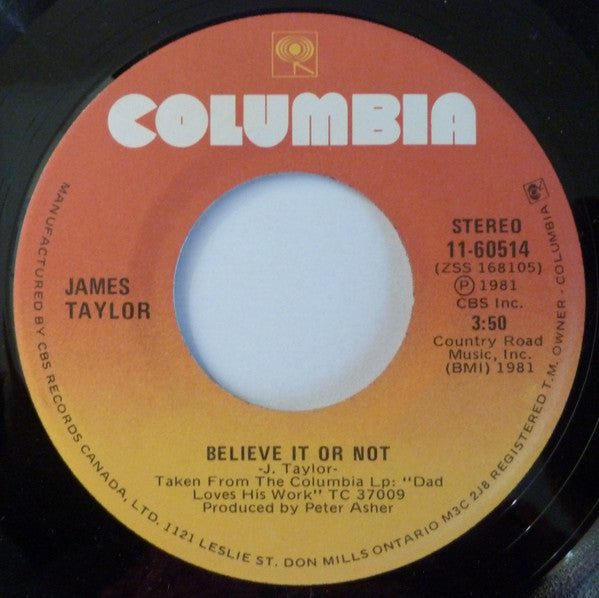 COLUMBIA
JAMES
TAYLOR
STEREO
11-60514
(ZSS 168105)
Ⓟ 1981
CBS Inc.
3:50
Country Road
Music, Inc.
(BMI) 1981
BELIEVE IT OR NOT
-J. Taylor-
Taken From The Columbia Lp: "Dad
Loves His Work" TC 37009
Produced by Peter Asher
MANUFACTURED BY CBS RECORDS CANADA, LTD. 1121 LESLIE ST. DON MILLS ONTARIO M3C 2J8 REGISTERED T.M. OWNER - COLUMBIA